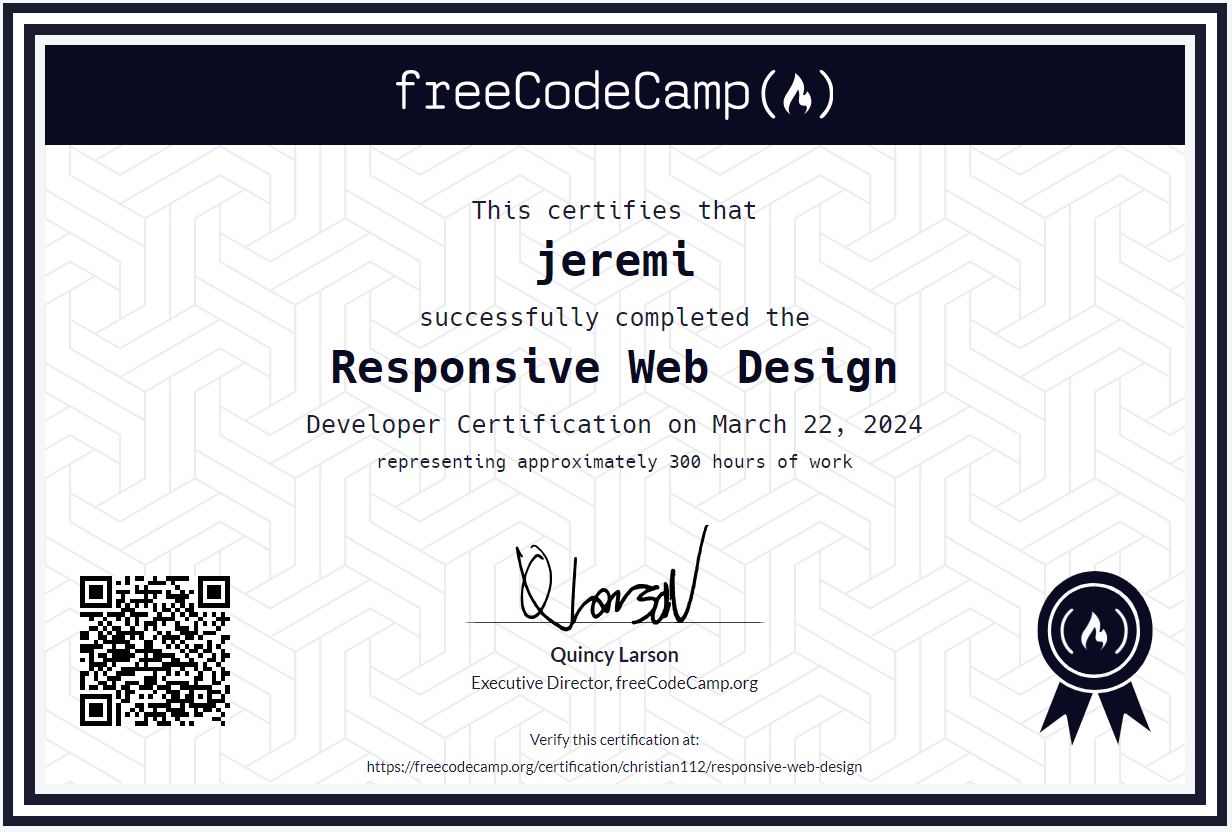 freeCodeCamp
This certifies that
jeremi
successfully completed the
Responsive Web Design
Developer Certification on March 22, 2024
representing approximately 300 hours of work
Q Larson
Quincy Larson
Executive Director, freeCodeCamp.org
Verify this certification at:
https://freecodecamp.org/certification/christian112/responsive-web-design